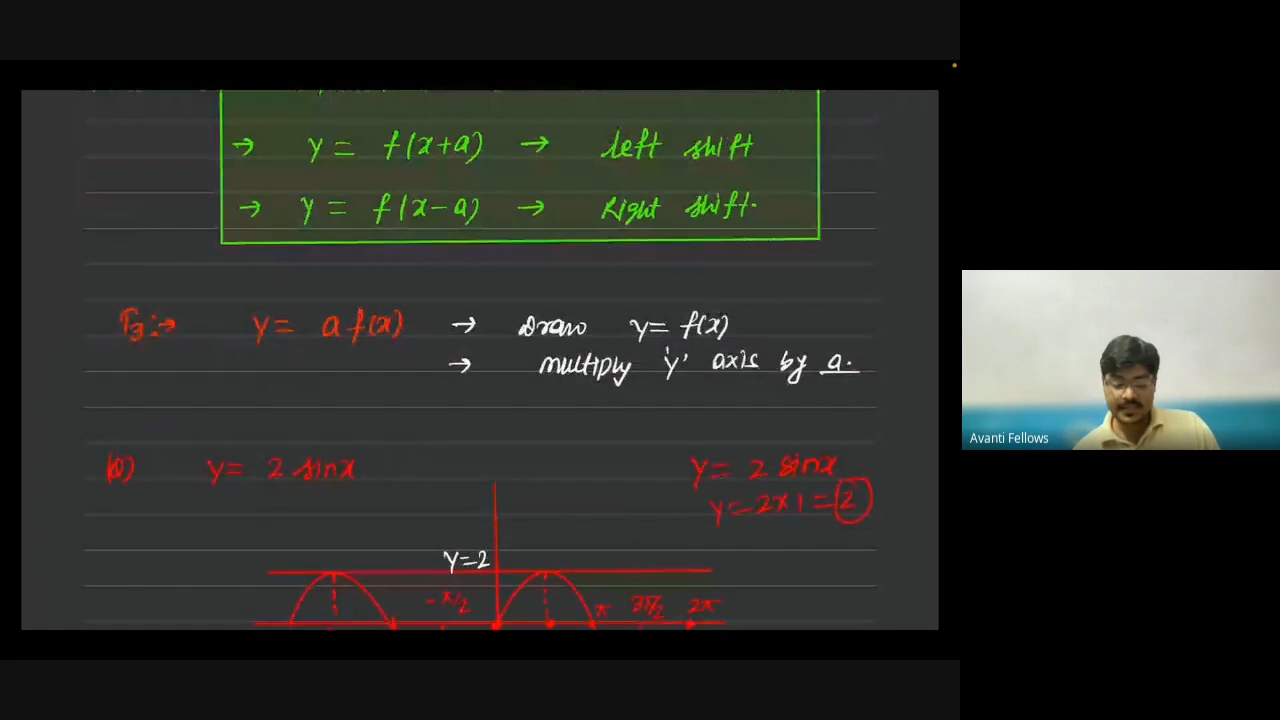 → y = f(x+a) → left shift
→ y = f(x-a) → Right shift.
T3:→ y = a f(x) → Draw y = f(x)
→ multiply 'y' axis by a.
Q) y = 2 sinx
y = 2 sinx
y = 2×1 = 2
y=2
-π/2 π 3π/2 2π
Avanti Fellows